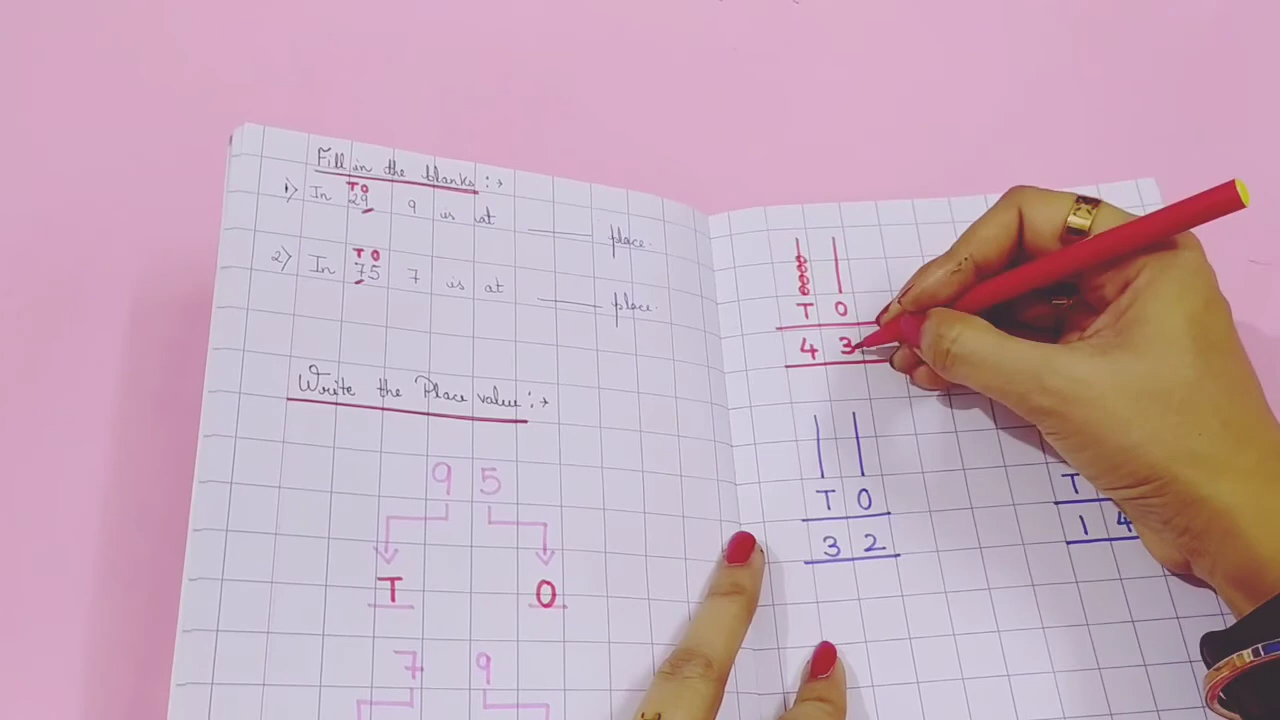 Fill in the blanks :→
T O
1) In 29 9 is at ______ place.
T O
2) In 75 7 is at ______ place.
Write the Place value :→
9 5
T O
7 9
T O
4 3
T O
3 2
T
1 4